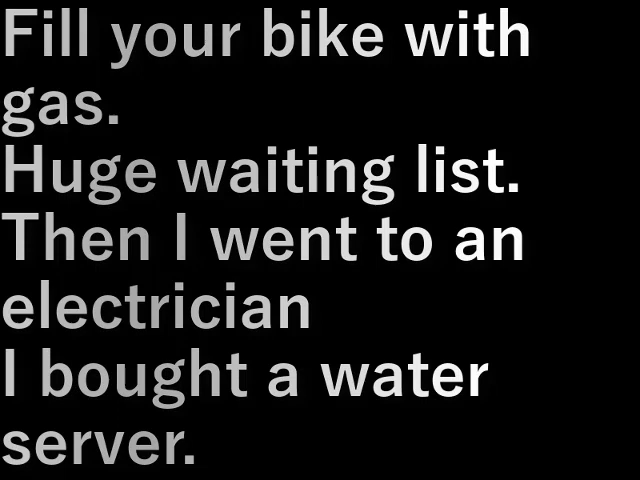 Fill your bike with
gas.
Huge waiting list.
Then I went to an
electrician
I bought a water
server.